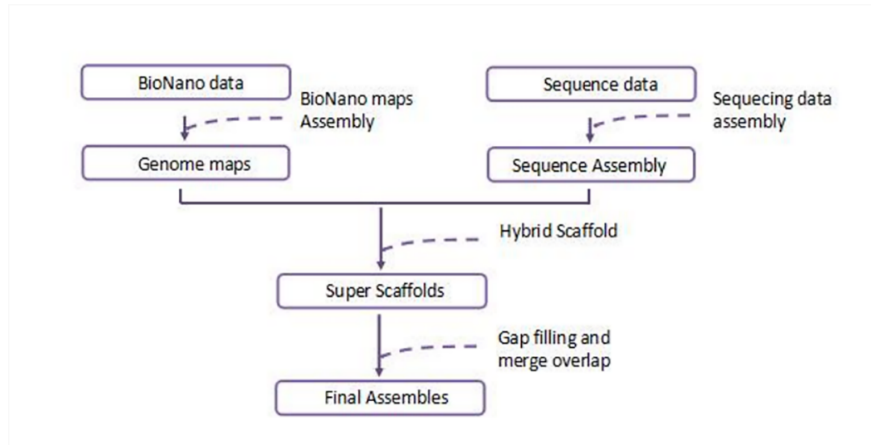 BioNano data
Sequence data
BioNano maps
Assembly
Sequecing data
assembly
Genome maps
Sequence Assembly
Hybrid Scaffold
Super Scaffolds
Gap filling and
merge overlap
Final Assembles